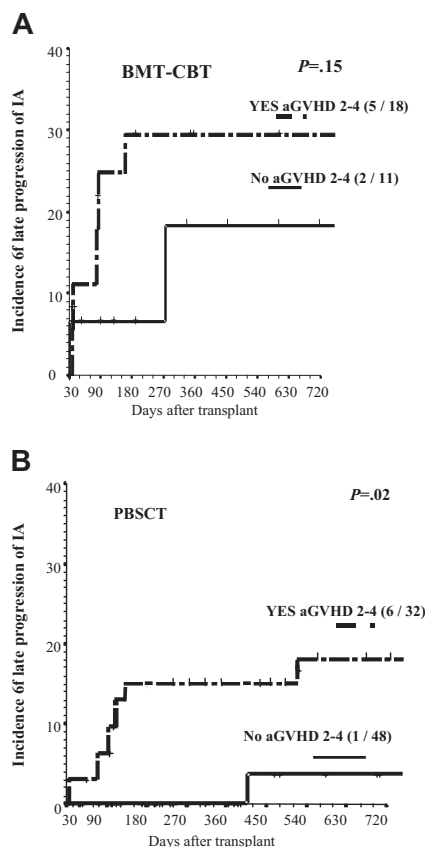 A
40
BMT-CBT
P=.15
YES aGVHD 2-4 (5 / 18)
30
No aGVHD 2-4 (2 / 11)
20
10
0
Incidence 6f late progression of IA
30 90 180 270 360 450 540 630 720
Days after transplant
B
40
PBSCT
P=.02
30
YES aGVHD 2-4 (6 / 32)
20
No aGVHD 2-4 (1 / 48)
10
0
Incidence 6f late progression of IA
30 90 180 270 360 450 540 630 720
Days after transplant